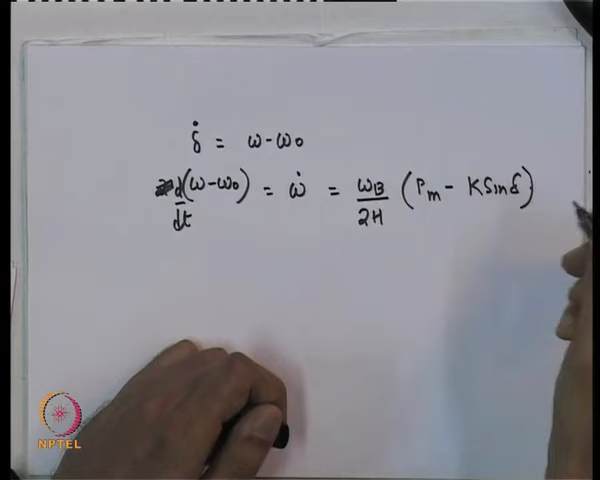 δ̇ = ω-ω₀
d/dt (ω-ω₀) = ω̇ = ω_B/2H (P_m - K Sin δ)
NPTEL